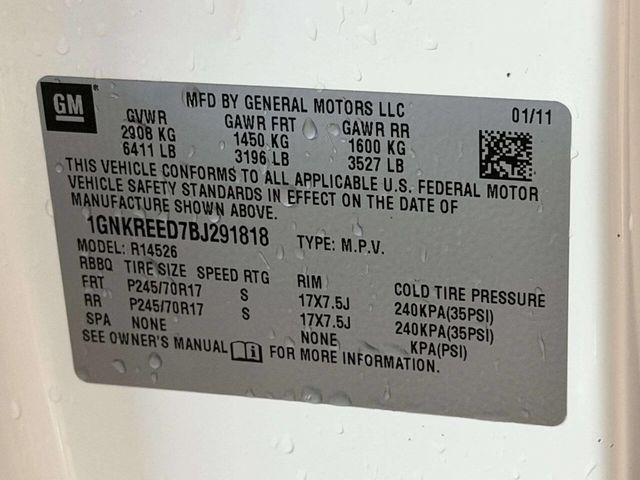 GM
MFD BY GENERAL MOTORS LLC 01/11
GVWR GAWR FRT GAWR RR
2908 KG 1450 KG 1600 KG
6411 LB 3196 LB 3527 LB
THIS VEHICLE CONFORMS TO ALL APPLICABLE U.S. FEDERAL MOTOR
VEHICLE SAFETY STANDARDS IN EFFECT ON THE DATE OF
MANUFACTURE SHOWN ABOVE.
1GNKREED7BJ291818 TYPE: M.P.V.
MODEL: R14526
RBBQ TIRE SIZE SPEED RTG RIM COLD TIRE PRESSURE
FRT P245/70R17 S 17X7.5J 240KPA(35PSI)
RR P245/70R17 S 17X7.5J 240KPA(35PSI)
SPA NONE NONE KPA(PSI)
SEE OWNER'S MANUAL FOR MORE INFORMATION.